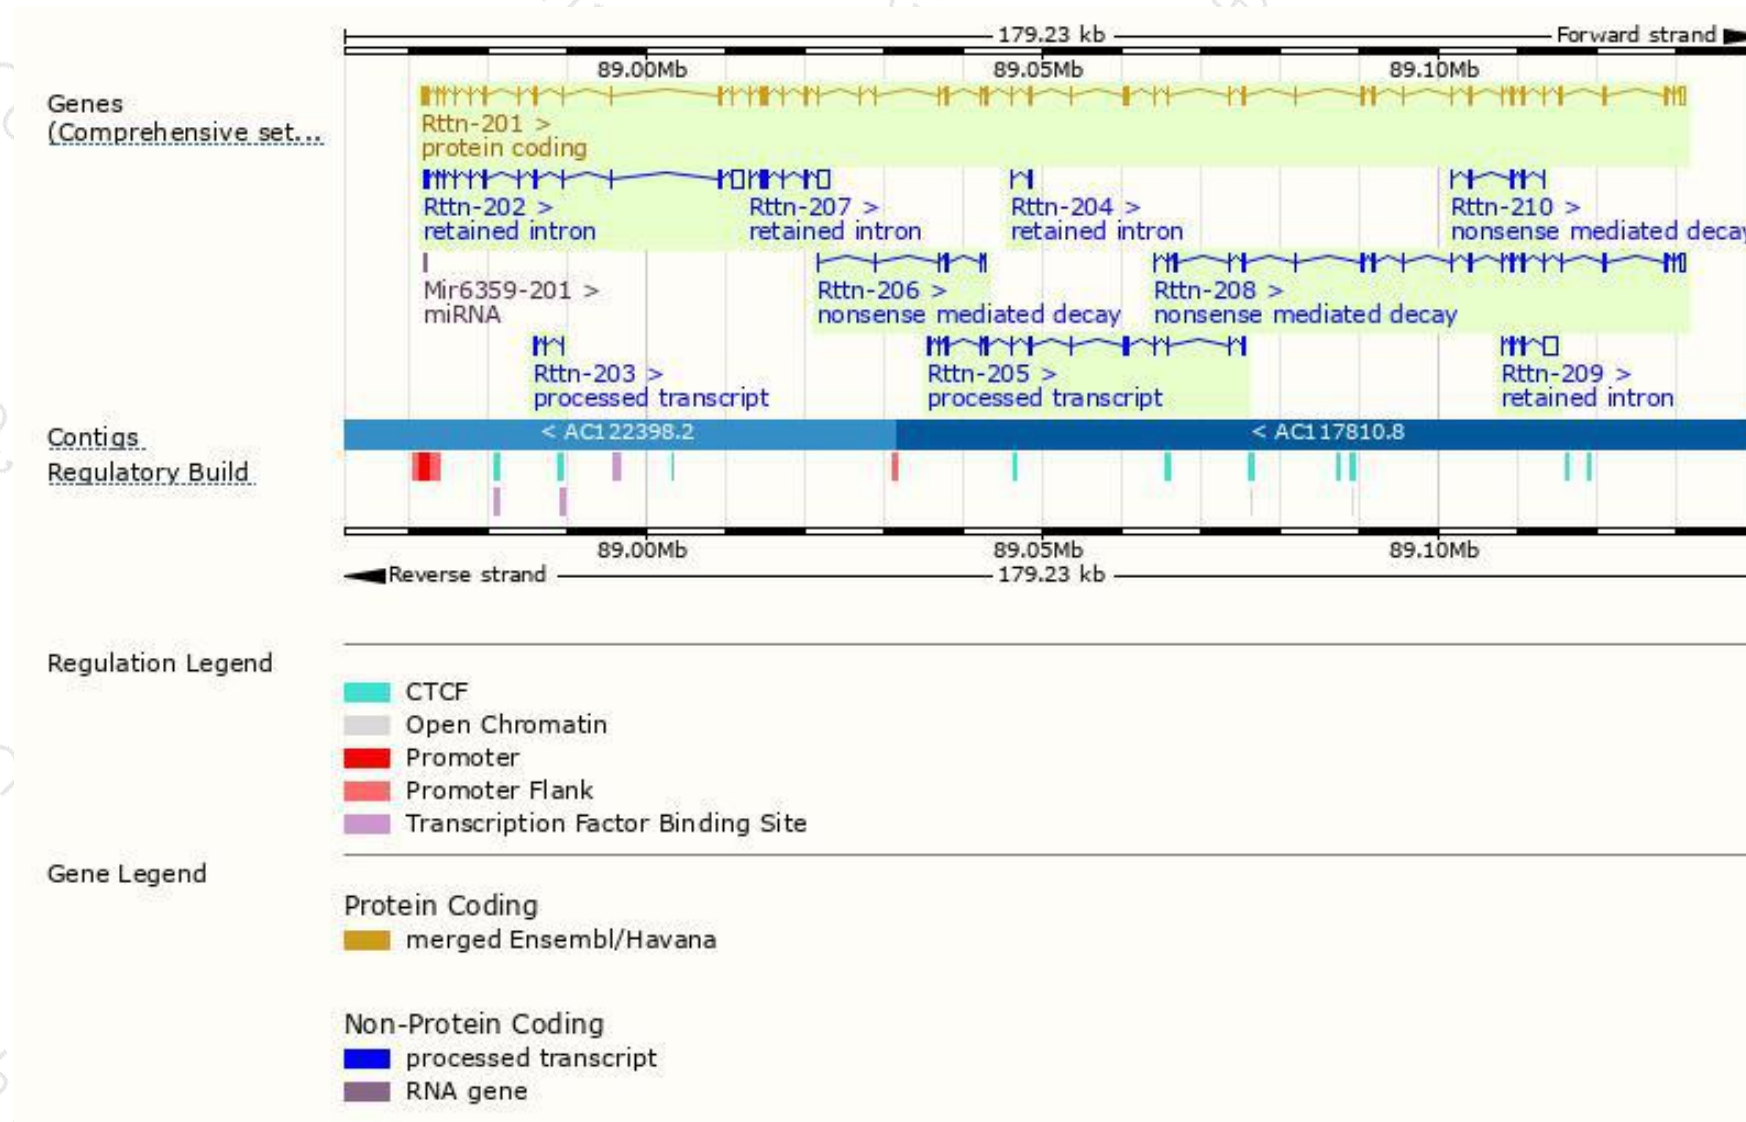 179.23 kb
Forward strand
89.00Mb 89.05Mb 89.10Mb
Genes
(Comprehensive set...
Rttn-201 >
protein coding
Rttn-202 > Rttn-207 > Rttn-204 > Rttn-210 >
retained intron retained intron retained intron nonsense mediated decay
Mir6359-201 > Rttn-206 > Rttn-208 >
miRNA nonsense mediated decay nonsense mediated decay
Rttn-203 > Rttn-205 > Rttn-209 >
processed transcript processed transcript retained intron
Contigs < AC122398.2 < AC117810.8
Regulatory Build
89.00Mb 89.05Mb 89.10Mb
Reverse strand 179.23 kb
Regulation Legend
CTCF
Open Chromatin
Promoter
Promoter Flank
Transcription Factor Binding Site
Gene Legend
Protein Coding
merged Ensembl/Havana
Non-Protein Coding
processed transcript
RNA gene